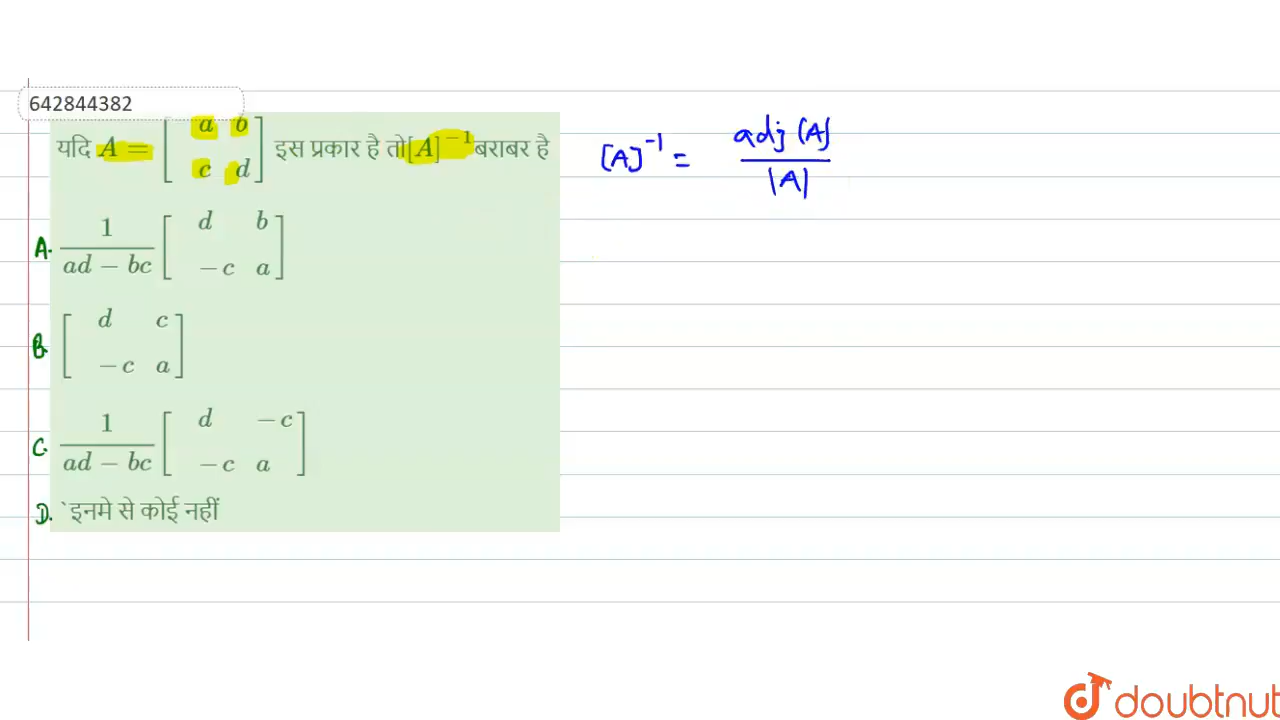 642844382
यदि A = [ a b
c d ] इस प्रकार है तो [A]⁻¹ बराबर है
[A]⁻¹ = adj [A]
|A|
A. 1/(ad − bc) [ d b
−c a ]
B. [ d c
−c a ]
C. 1/(ad − bc) [ d −c
−c a ]
D. `इनमे से कोई नहीं
doubtnut